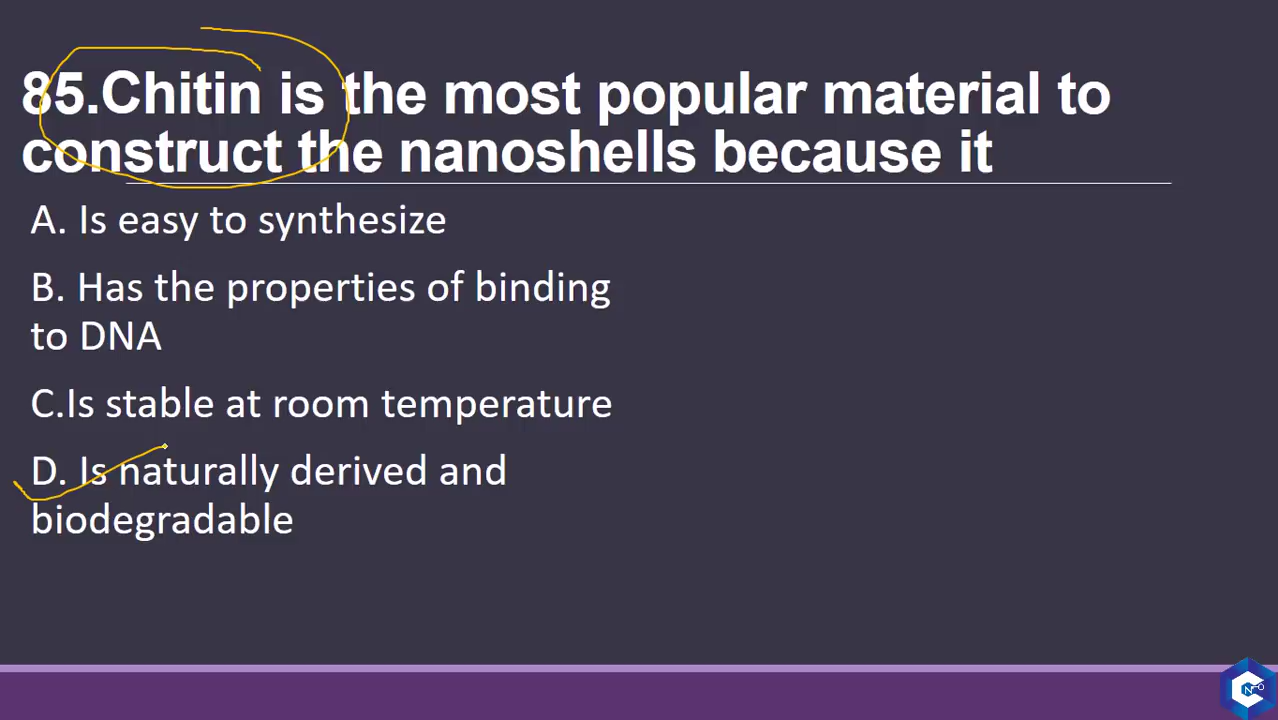 85.Chitin is the most popular material to
construct the nanoshells because it
A. Is easy to synthesize
B. Has the properties of binding
to DNA
C.Is stable at room temperature
D. Is naturally derived and
biodegradable